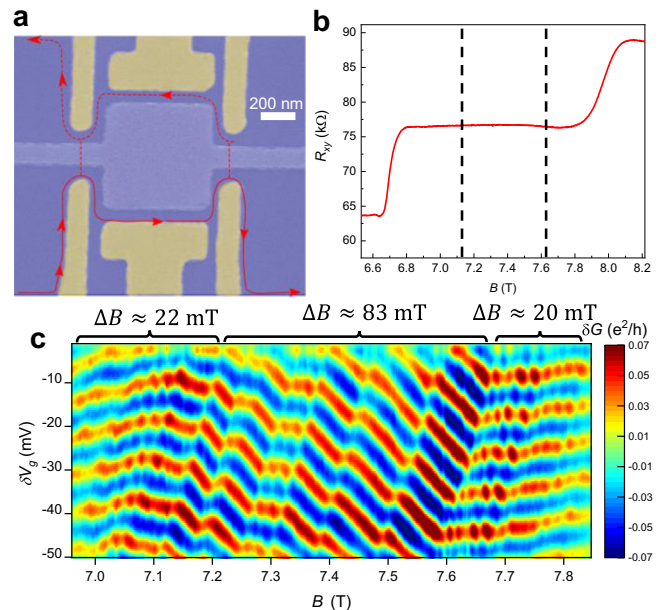 a
200 nm
b
90
85
80
75
70
65
60
Rxy (kΩ)
6.6 6.8 7.0 7.2 7.4 7.6 7.8 8.0 8.2
B (T)
ΔB ≈ 22 mT ΔB ≈ 83 mT ΔB ≈ 20 mT
c
δG (e²/h)
-10
-20
-30
-40
-50
δVg (mV)
7.0 7.1 7.2 7.3 7.4 7.5 7.6 7.7 7.8
B (T)
0.07
0.05
0.03
0.01
-0.01
-0.03
-0.05
-0.07